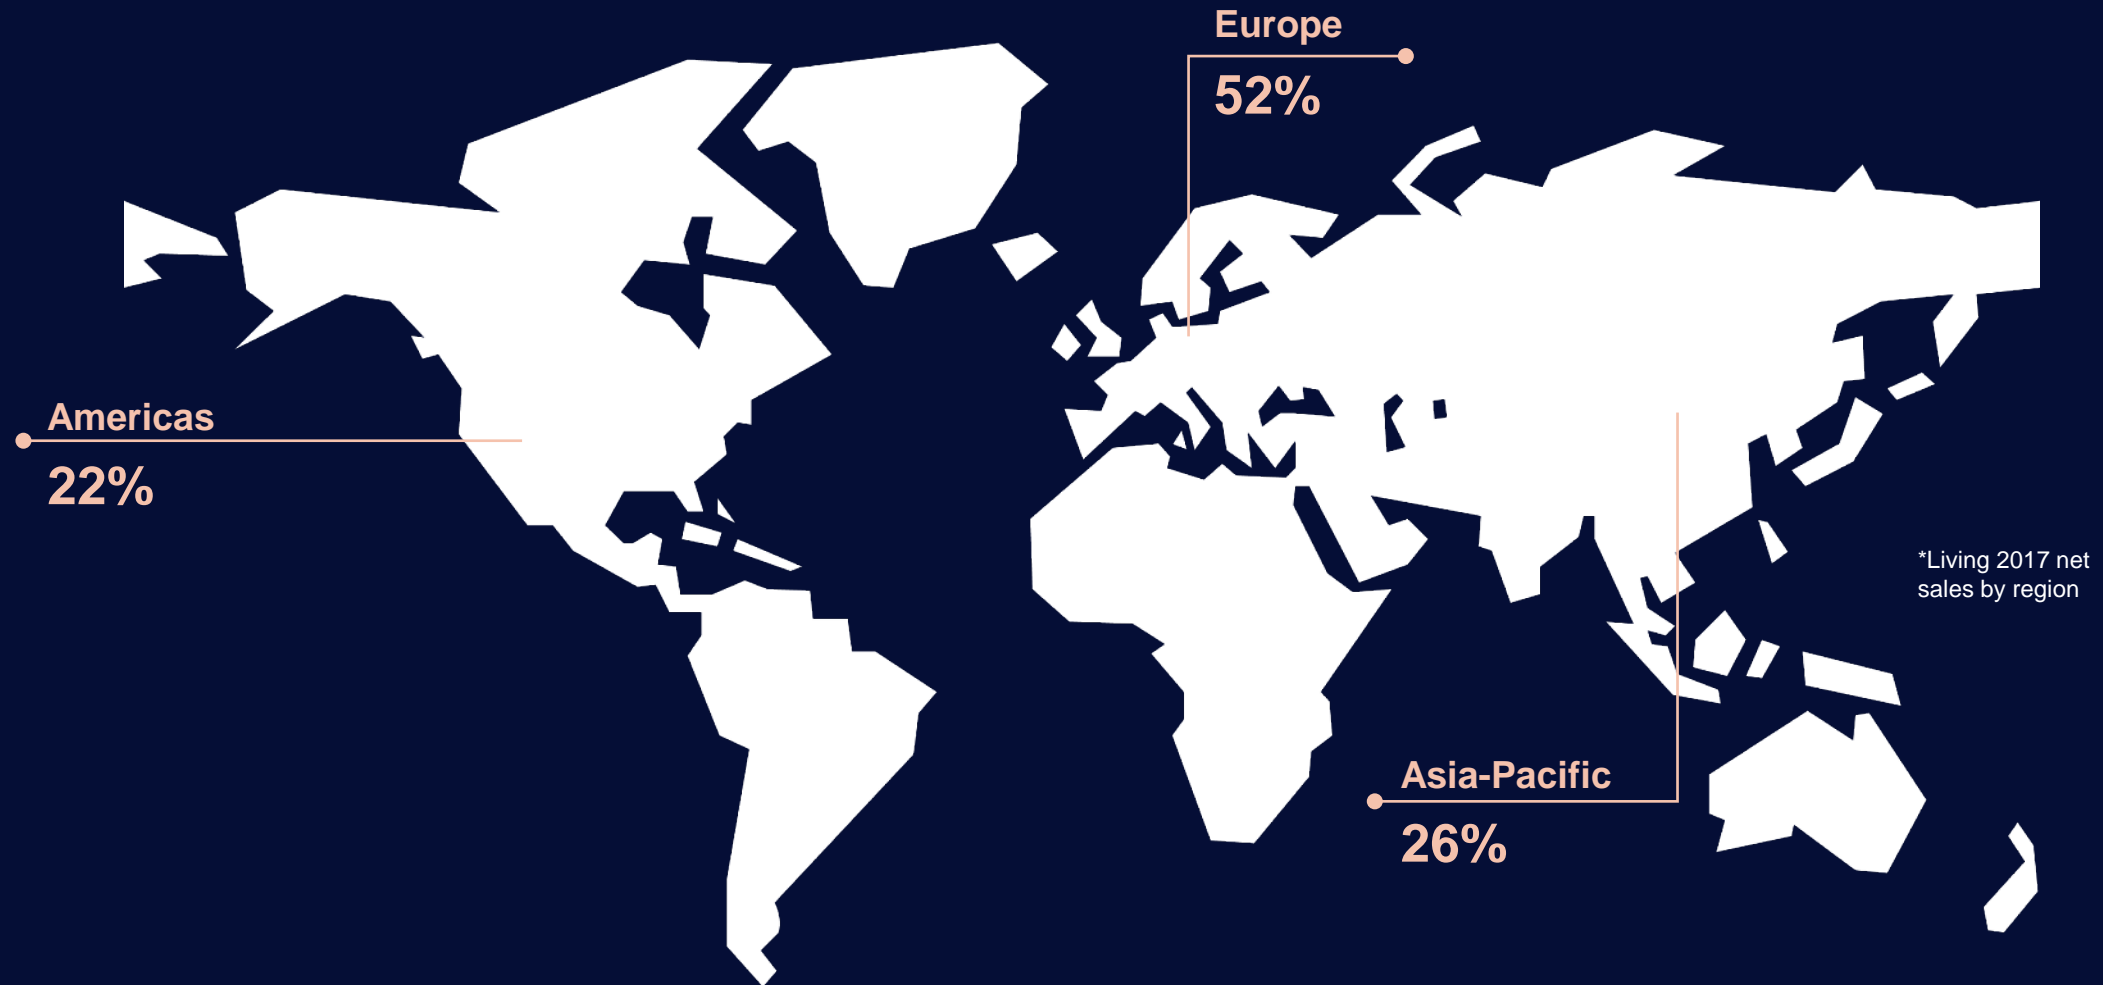 Europe
52%
Americas
22%
*Living 2017 net
sales by region
Asia-Pacific
26%